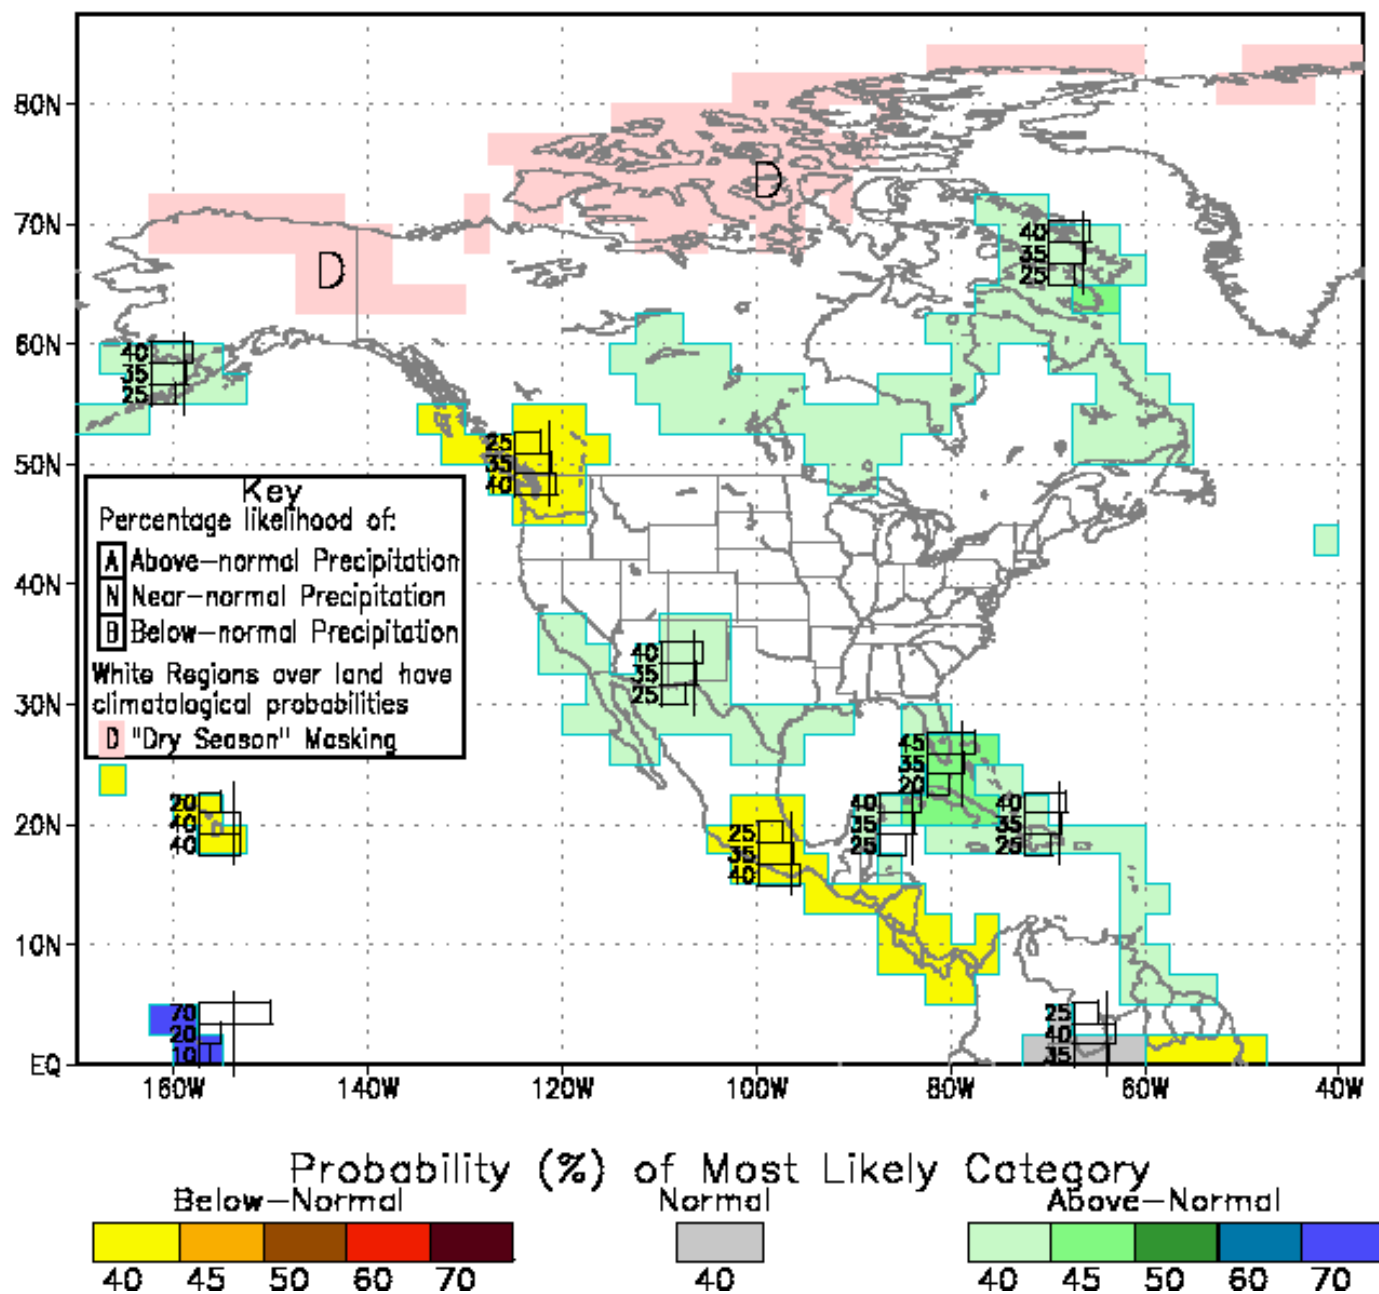 80N
D
70N
40
35
25
D
60N
40
35
25
50N
25
35
40
Key
Percentage likelihood of:
A Above-normal Precipitation
N Near-normal Precipitation
B Below-normal Precipitation
White Regions over land have
climatological probabilities
D "Dry Season" Masking
40N
40
35
25
30N
45
35
20
20
40
40
20N
25
35
40
40
35
25
40
35
25
10N
70
20
10
25
40
35
EQ
160W 140W 120W 100W 80W 60W 40W
Probability (%) of Most Likely Category
Below-Normal Normal Above-Normal
40 45 50 60 70 40 40 45 50 60 70